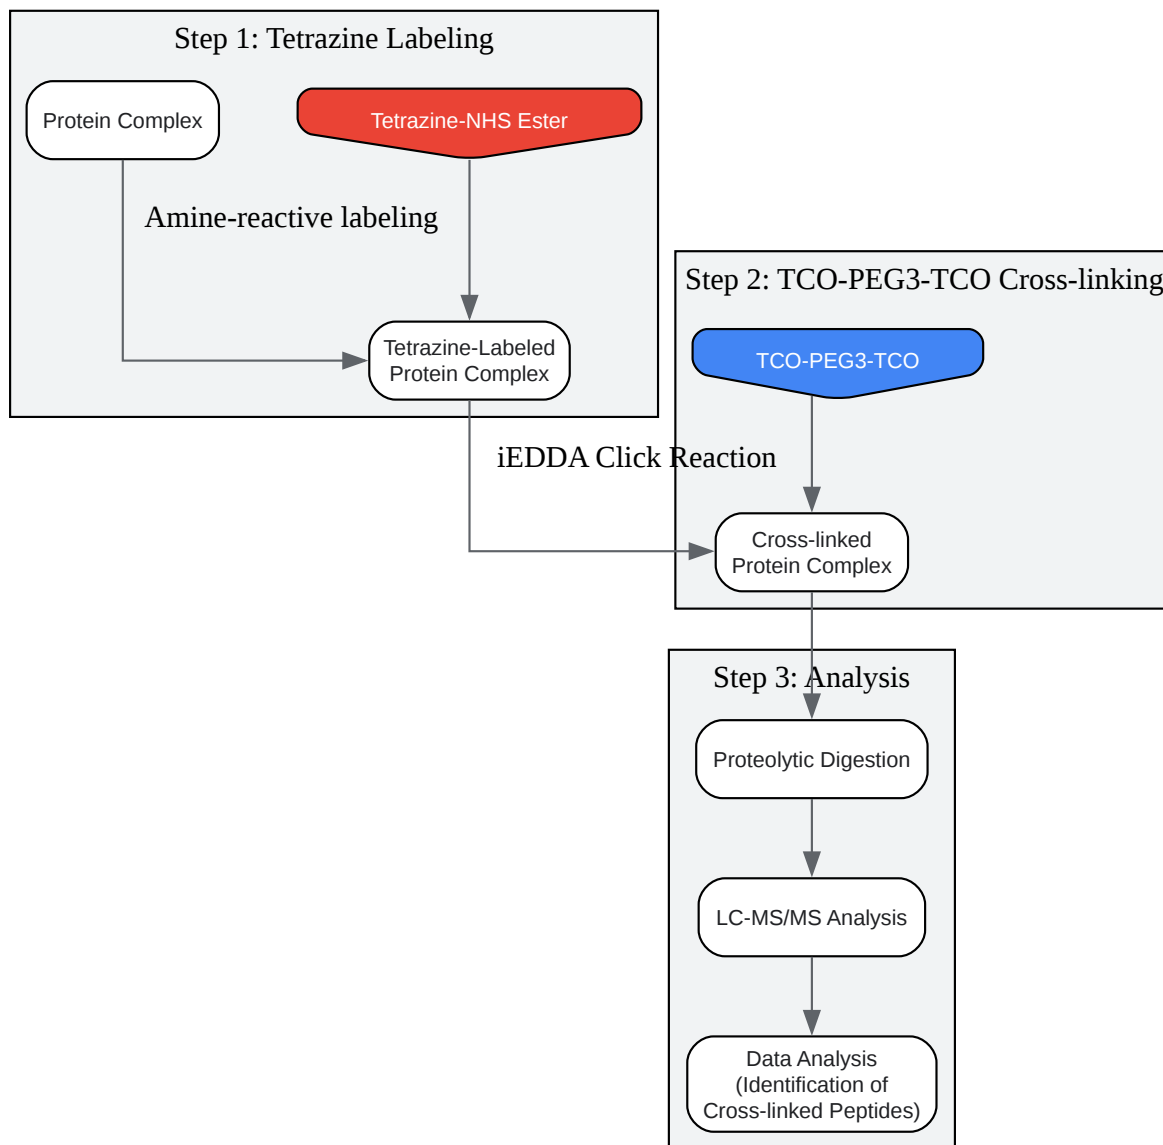 Step 1: Tetrazine Labeling
Protein Complex
Tetrazine-NHS Ester
Amine-reactive labeling
Tetrazine-Labeled
Protein Complex
Step 2: TCO-PEG3-TCO Cross-linking
TCO-PEG3-TCO
iEDDA Click Reaction
Cross-linked
Protein Complex
Step 3: Analysis
Proteolytic Digestion
LC-MS/MS Analysis
Data Analysis
(Identification of
Cross-linked Peptides)